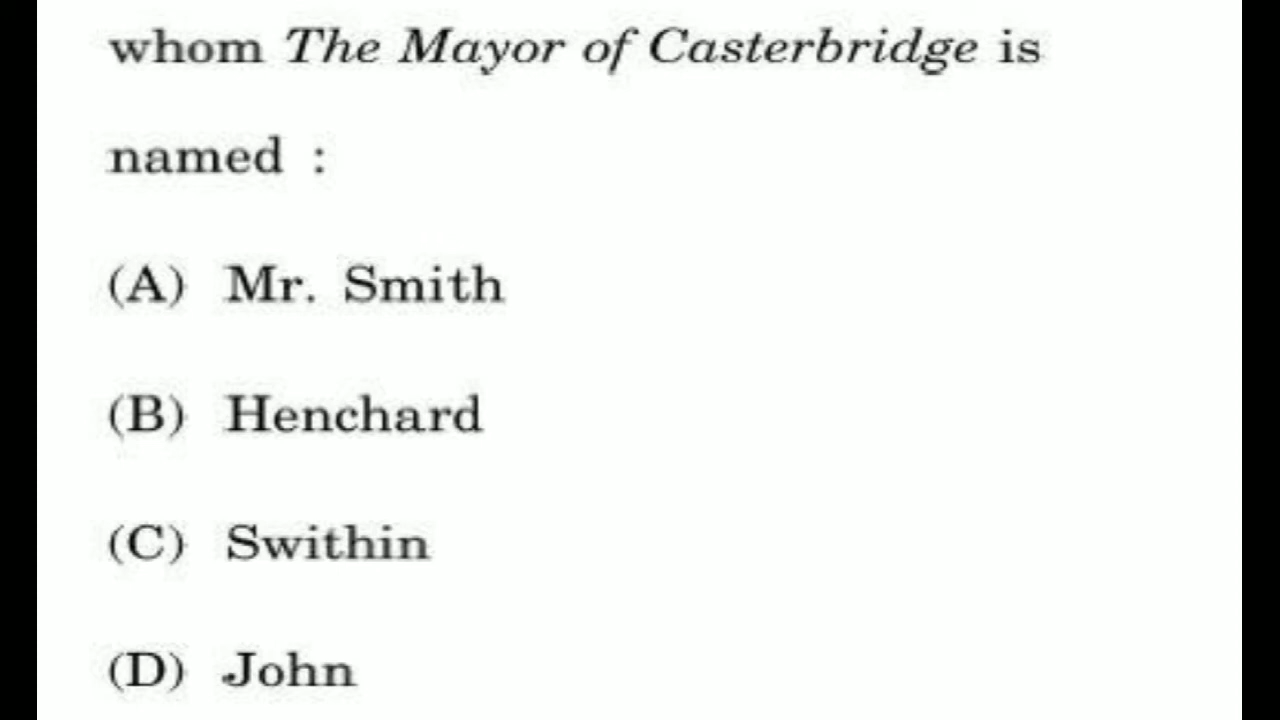 whom The Mayor of Casterbridge is
named :
(A) Mr. Smith
(B) Henchard
(C) Swithin
(D) John